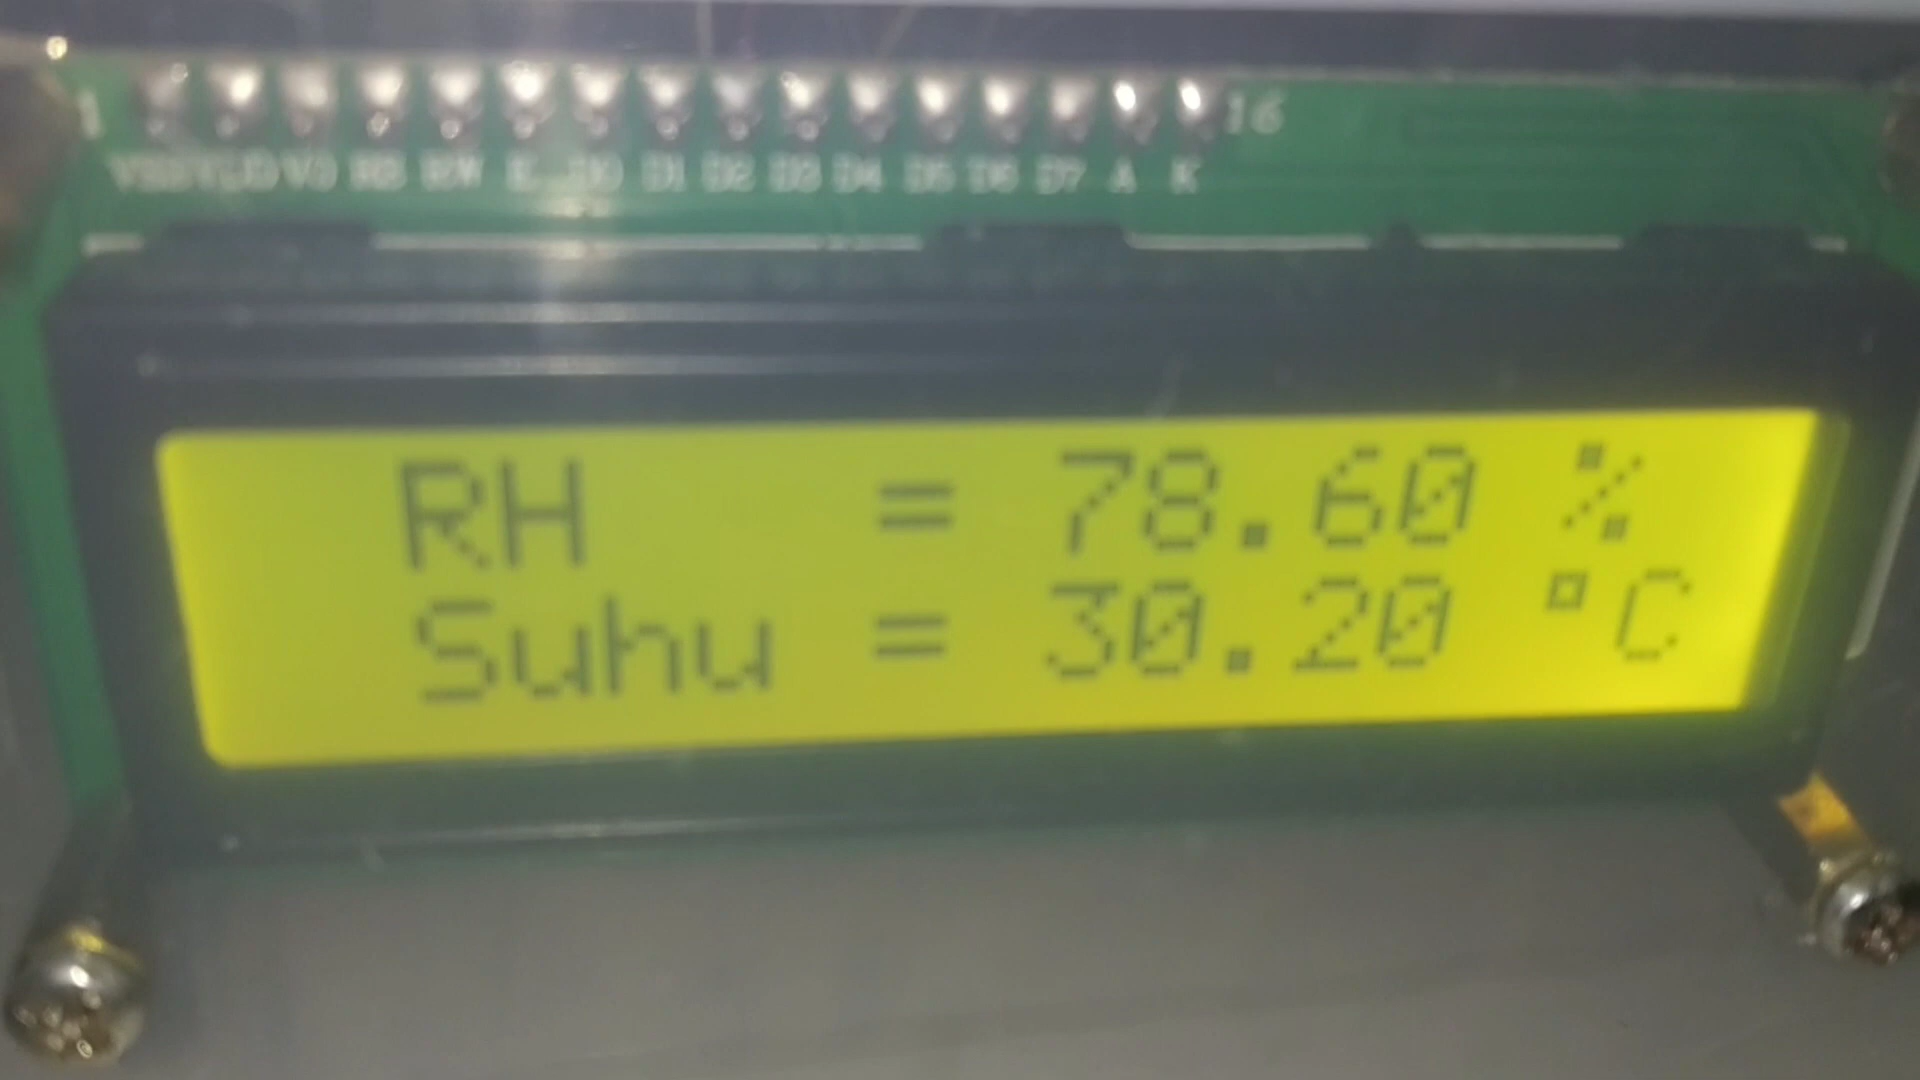 1 16
VSS VDD V0 RS RW E D0 D1 D2 D3 D4 D5 D6 D7 A K
RH = 78.60 %
Suhu = 30.20 °C